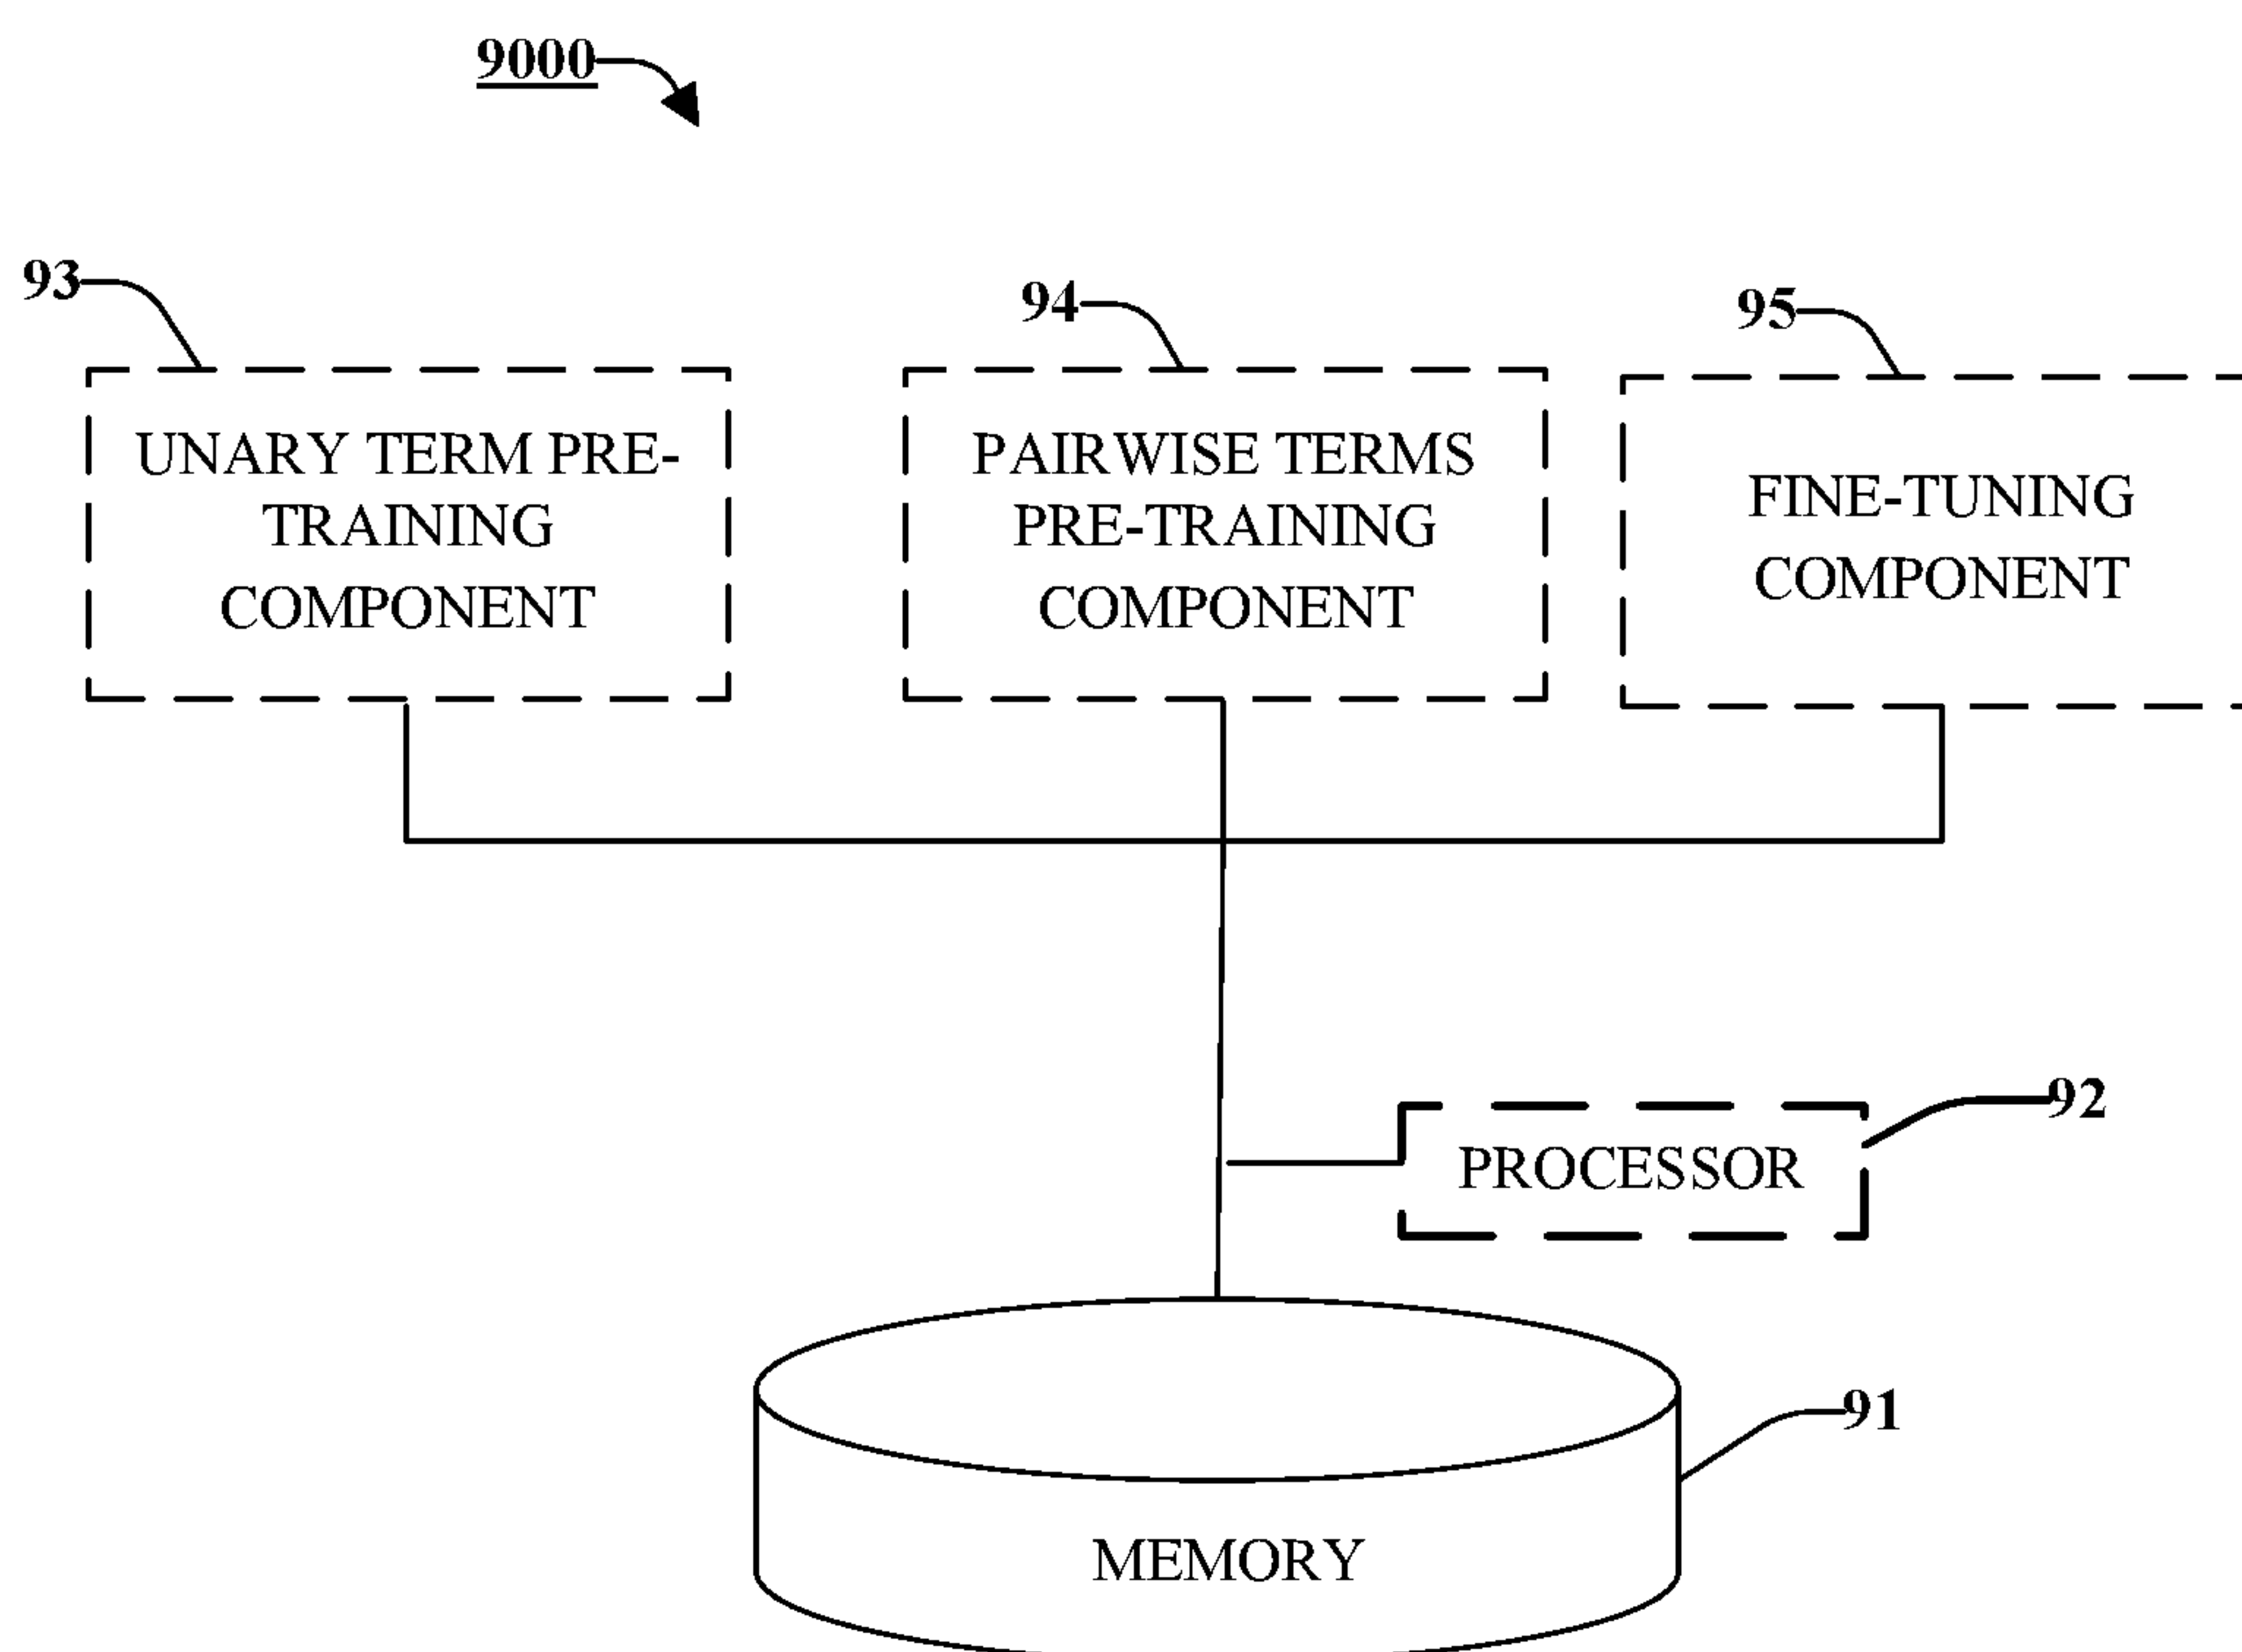 9000
93
94
95
UNARY TERM PRE-
TRAINING
COMPONENT
PAIRWISE TERMS
PRE-TRAINING
COMPONENT
FINE-TUNING
COMPONENT
92
PROCESSOR
91
MEMORY